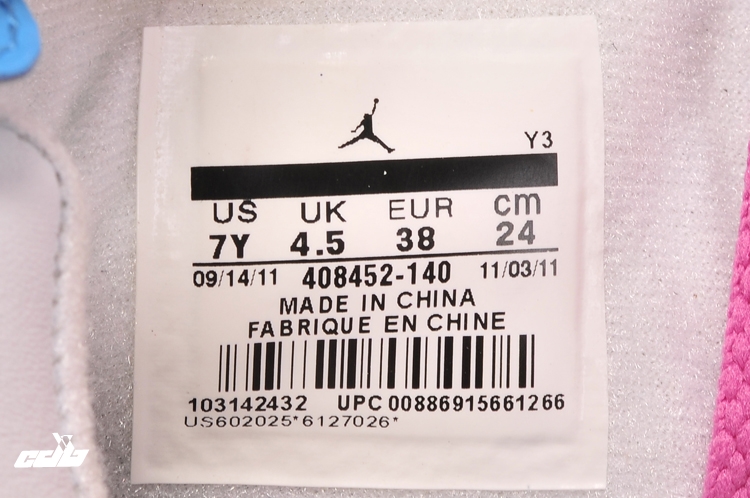 Y3
US UK EUR cm
7Y 4.5 38 24
09/14/11 408452-140 11/03/11
MADE IN CHINA
FABRIQUE EN CHINE
103142432 UPC 00886915661266
US602025*6127026*
cdb